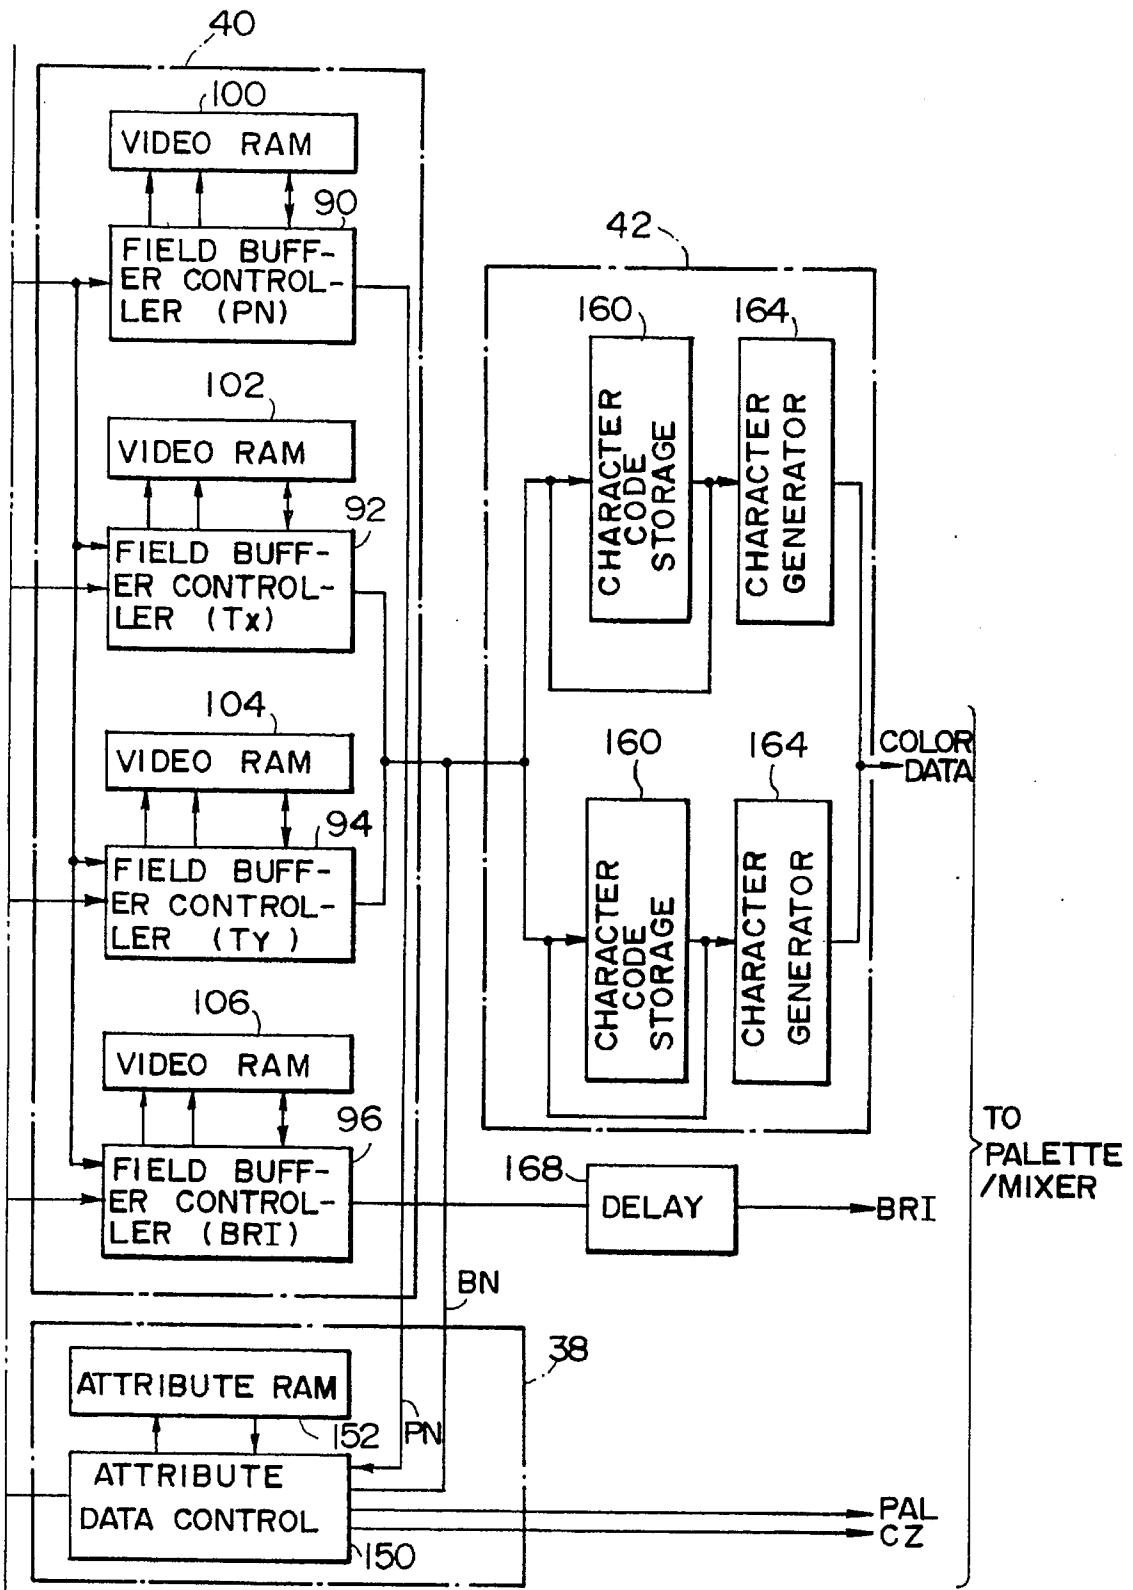 40
100
VIDEO RAM
90
FIELD BUFF-
ER CONTROL-
LER (PN)
102
VIDEO RAM
92
FIELD BUFF-
ER CONTROL-
LER (Tx)
104
VIDEO RAM
94
FIELD BUFF-
ER CONTROL-
LER (TY)
106
VIDEO RAM
96
FIELD BUFF-
ER CONTROL-
LER (BRI)
42
160
CHARACTER
CODE
STORAGE
164
CHARACTER
GENERATOR
160
CHARACTER
CODE
STORAGE
164
CHARACTER
GENERATOR
COLOR
DATA
168
DELAY
BRI
TO
PALETTE
/MIXER
BN
PN
38
ATTRIBUTE RAM
152
ATTRIBUTE
DATA CONTROL
150
PAL
CZ